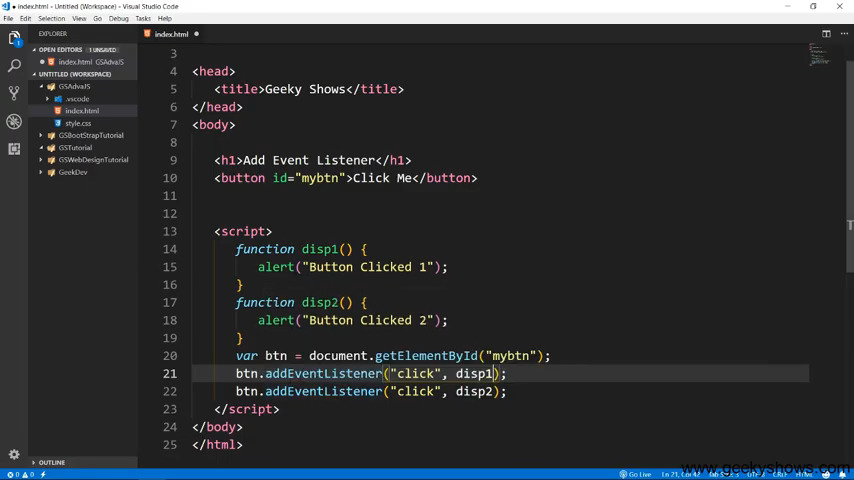 index.html - Untitled (Workspace) - Visual Studio Code
File Edit Selection View Go Debug Tasks Help
EXPLORER
index.html
OPEN EDITORS 1 UNSAVED
index.html GSAdvaJS
UNTITLED (WORKSPACE)
GSAdvaJS
.vscode
index.html
style.css
GSBootStrapTutorial
GSTutorial
GSWebDesignTutorial
GeekDev
OUTLINE
3
4 <head>
5 <title>Geeky Shows</title>
6 </head>
7 <body>
8
9 <h1>Add Event Listener</h1>
10 <button id="mybtn">Click Me</button>
11
12
13 <script>
14 function disp1() {
15 alert("Button Clicked 1");
16 }
17 function disp2() {
18 alert("Button Clicked 2");
19 }
20 var btn = document.getElementById("mybtn");
21 btn.addEventListener("click", disp1);
22 btn.addEventListener("click", disp2);
23 </script>
24 </body>
25 </html>
0 0 Go Live Ln 21, Col 42
www.geekyshows.com